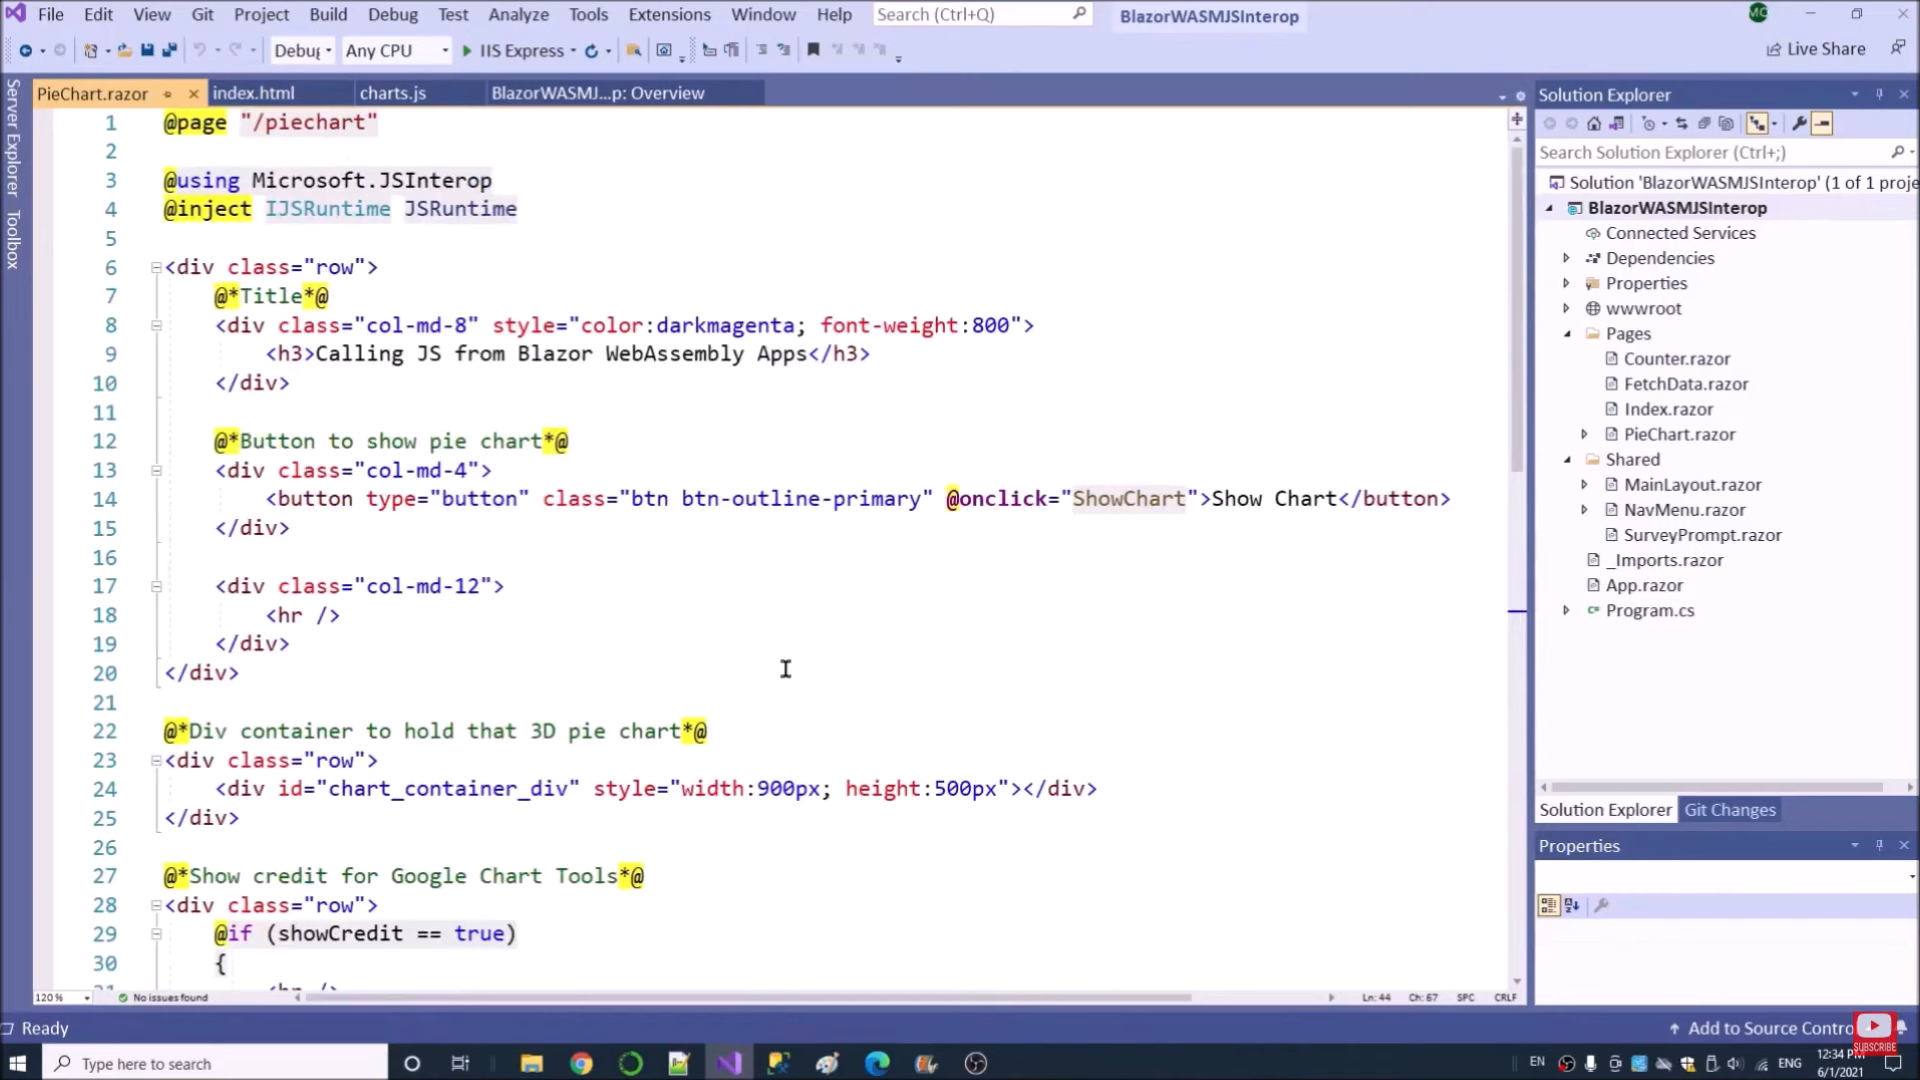 File Edit View Git Project Build Debug Test Analyze Tools Extensions Window Help Search (Ctrl+Q) BlazorWASMJSInterop MC
Debug Any CPU IIS Express Live Share
PieChart.razor index.html charts.js BlazorWASMJ...p: Overview
Server Explorer
Toolbox
1 @page "/piechart"
2
3 @using Microsoft.JSInterop
4 @inject IJSRuntime JSRuntime
5
6 <div class="row">
7 @*Title*@
8 <div class="col-md-8" style="color:darkmagenta; font-weight:800">
9 <h3>Calling JS from Blazor WebAssembly Apps</h3>
10 </div>
11
12 @*Button to show pie chart*@
13 <div class="col-md-4">
14 <button type="button" class="btn btn-outline-primary" @onclick="ShowChart">Show Chart</button>
15 </div>
16
17 <div class="col-md-12">
18 <hr />
19 </div>
20 </div>
21
22 @*Div container to hold that 3D pie chart*@
23 <div class="row">
24 <div id="chart_container_div" style="width:900px; height:500px"></div>
25 </div>
26
27 @*Show credit for Google Chart Tools*@
28 <div class="row">
29 @if (showCredit == true)
30 {
31 <hr />
120 % No issues found Ln: 44 Ch: 67 SPC CRLF
Solution Explorer
Search Solution Explorer (Ctrl+;)
Solution 'BlazorWASMJSInterop' (1 of 1 proje
BlazorWASMJSInterop
Connected Services
Dependencies
Properties
wwwroot
Pages
Counter.razor
FetchData.razor
Index.razor
PieChart.razor
Shared
MainLayout.razor
NavMenu.razor
SurveyPrompt.razor
_Imports.razor
App.razor
Program.cs
Solution Explorer Git Changes
Properties
Ready Add to Source Contro
SUBSCRIBE
Type here to search EN ENG 12:34 PM
6/1/2021